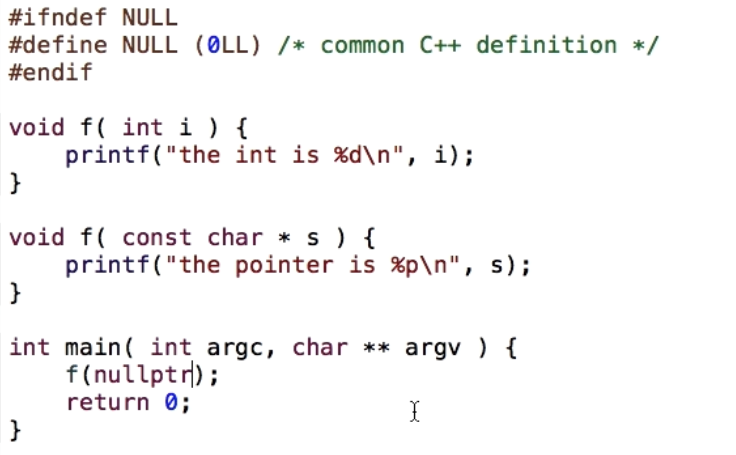 #ifndef NULL
#define NULL (0LL) /* common C++ definition */
#endif
void f( int i ) {
    printf("the int is %d\n", i);
}
void f( const char * s ) {
    printf("the pointer is %p\n", s);
}
int main( int argc, char ** argv ) {
    f(nullptr);
    return 0;
}